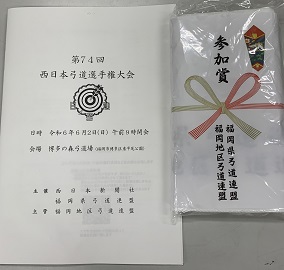 第74回
西日本弓道選手権大会
日時 令和6年6月2日(日) 午前9時開会
会場 博多の森弓道場
主催 西日本新聞社
福岡県弓道連盟
主管 福岡地区弓道連盟
参加賞
福岡県弓道連盟
福岡地区弓道連盟